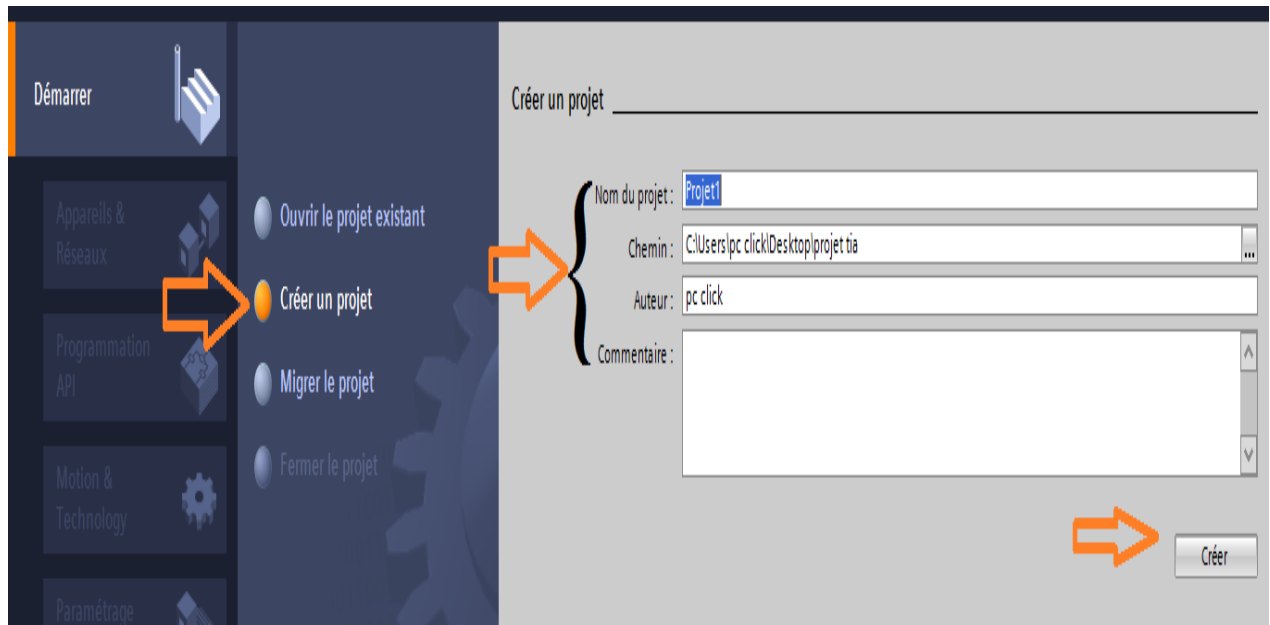 Démarrer
Appareils &
Réseaux
Programmation
API
Motion &
Technology
Paramétrage
Ouvrir le projet existant
Créer un projet
Migrer le projet
Fermer le projet
Créer un projet
Nom du projet : Projet1
Chemin : C:\Users\pc click\Desktop\projet tia
...
Auteur : pc click
Commentaire :
Créer